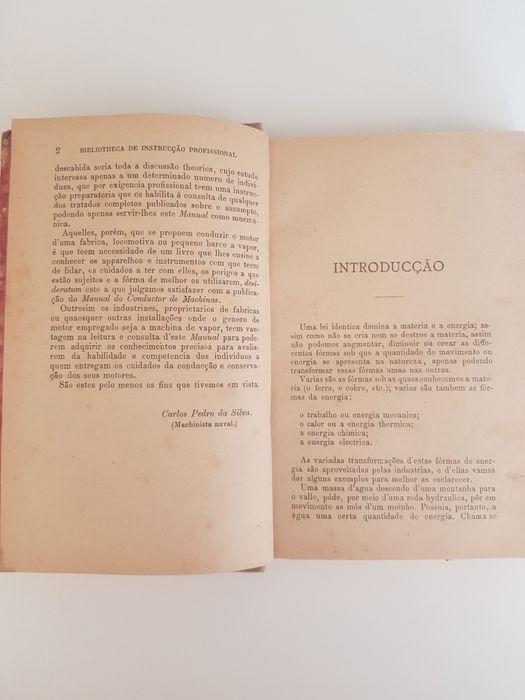 2 BIBLIOTHECA DE INSTRUCÇÃO PROFISSIONAL
descabida seria toda a discussão theorica, cujo estudo
interessa apenas a um determinado numero de indivi-
duos, que por exigencia profissional teem uma instruc-
ção preparatoria que os habilita á consulta de qualquer
dos tratados completos publicados sobre o assumpto,
podendo apenas servir-lhes este Manual como mnemo-
nica.
Aquelles, porém, que se propoem conduzir o motor
d'uma fabrica, locomotiva ou pequeno barco a vapor,
é que teem necessidade de um livro que lhes ensine a
conhecer os apparelhos e instrumentos com que teem
de lidar, os cuidados a ter com elles, os perigos a que
estão sujeitos e a fórma de melhor os utilisarem, desi-
deratum este a que julgamos satisfazer com a publica-
ção do Manual do Conductor de Machinas.
Outrosim os industriaes, proprietarios de fabricas
ou quaesquer outras installações onde o genero de
motor empregado seja a machina de vapor, teem van-
tagem na leitura e consulta d'este Manual para pode-
rem adquirir os conhecimentos precisos para avalia-
rem da habilidade e competencia dos individuos a
quem entregam os cuidados da conducção e conserva-
ção dos seus motores.
São estes pelo menos os fins que tivemos em vista.
Carlos Pedro da Silva.
(Machinista naval.)
INTRODUCÇÃO
Uma lei identica domina a materia e a energia; as-
sim como não se cria nem se destroe a materia, assim
não podemos augmentar, diminuir ou crear as diffe-
rentes fórmas sob que a quantidade de movimento ou
energia se apresenta na natureza, apenas podendo
transformar essas fórmas umas nas outras.
Varias são as fórmas sob as quaes conhecemos a mate-
ria (o ferro, o cobre, etc.); varias são tambem as fór-
mas da energia:
o trabalho ou energia mecanica;
o calor ou a energia thermica;
a energia chimica;
a energia electrica.
As variadas transformações d'estas fórmas de ener-
gia são aproveitadas pelas industrias, e d'ellas vamos
dar alguns exemplos para melhor as esclarecer.
Uma massa d'agua descendo d'uma montanha para
o valle, póde, por meio d'uma roda hydraulica, pôr em
movimento as mós d'um moinho. Possuia, portanto, a
agua uma certa quantidade de energia. Chama-se